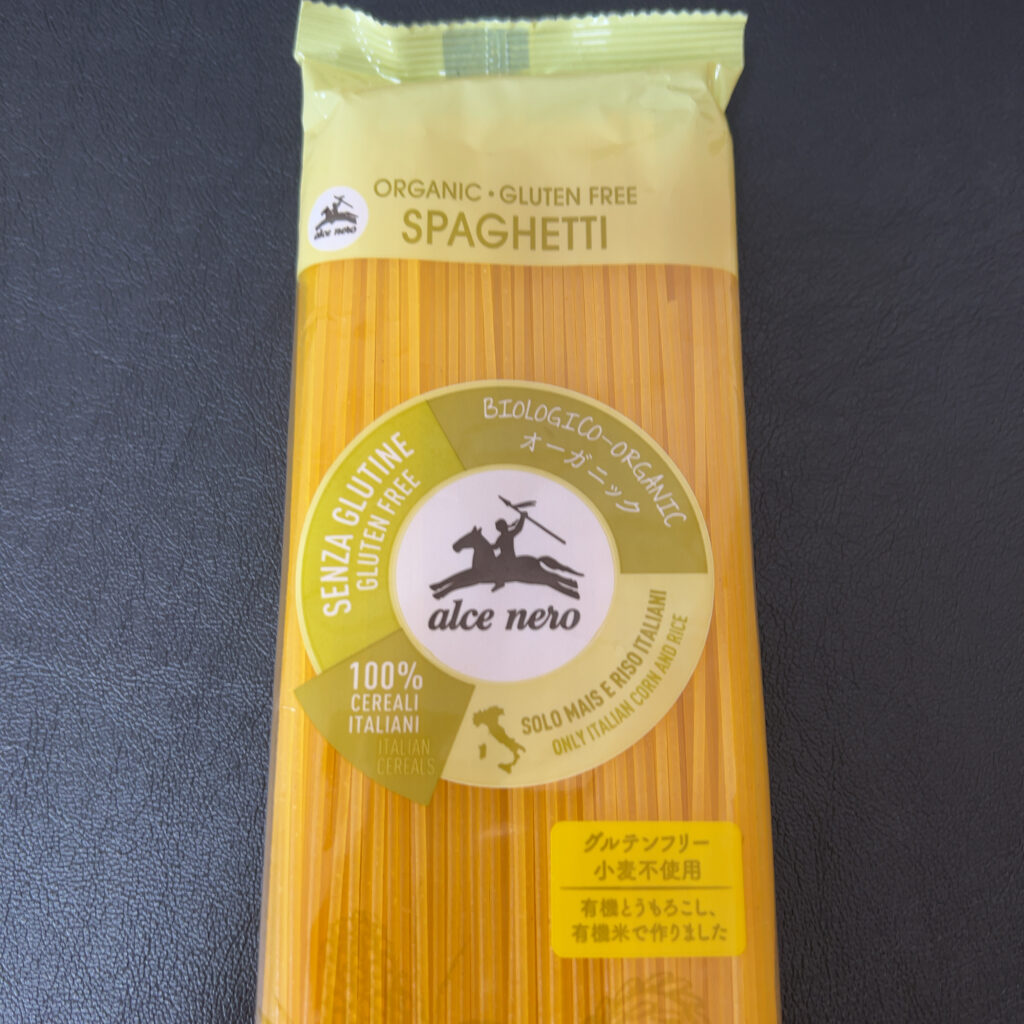 ORGANIC • GLUTEN FREE
SPAGHETTI
alce nero
SENZA GLUTINE
GLUTEN FREE
BIOLOGICO-ORGANIC
オーガニック
alce nero
100%
CEREALI
ITALIANI
ITALIAN
CEREALS
SOLO MAIS E RISO ITALIANI
ONLY ITALIAN CORN AND RICE
グルテンフリー
小麦不使用
有機とうもろこし、
有機米で作りました